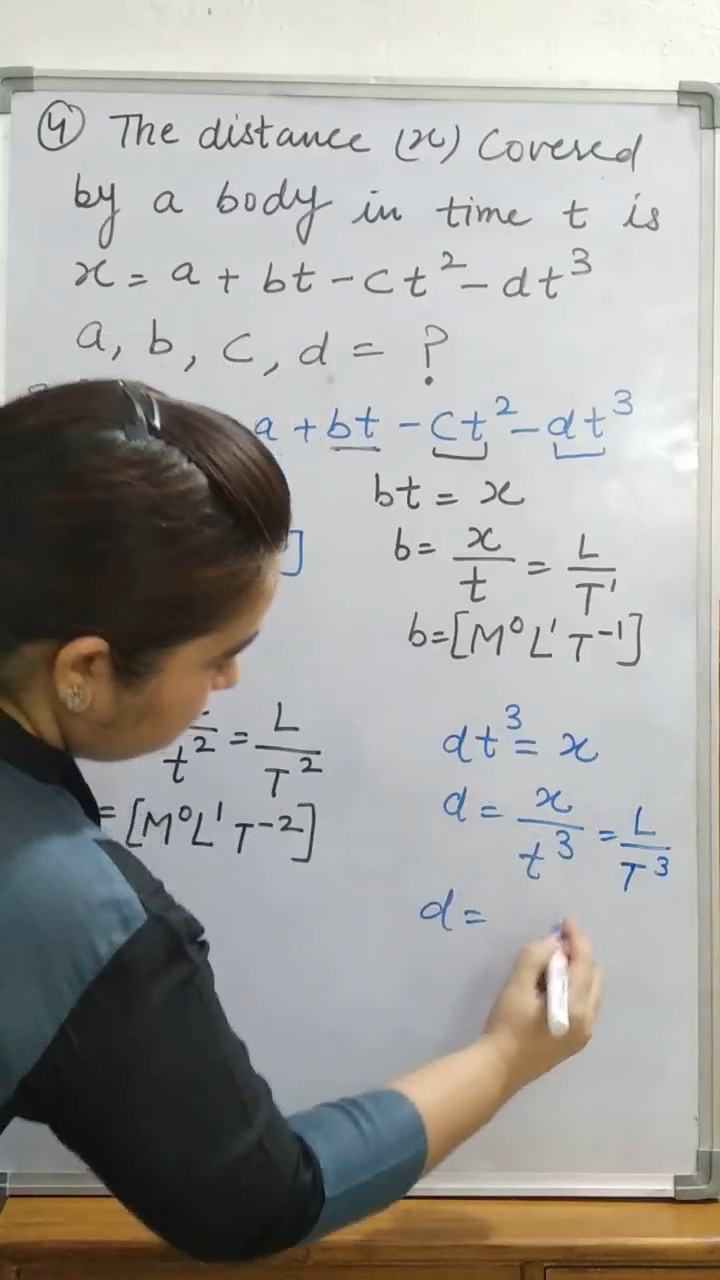 ④ The distance (x) covered
by a body in time t is
x = a + bt - ct² - dt³
a, b, c, d = ?
a + bt - ct² - dt³
bt = x
]
b = x/t = L/T¹
b = [M⁰L¹T⁻¹]
t² = L/T²
= [M⁰L¹T⁻²]
dt³ = x
d = x/t³ = L/T³
d =